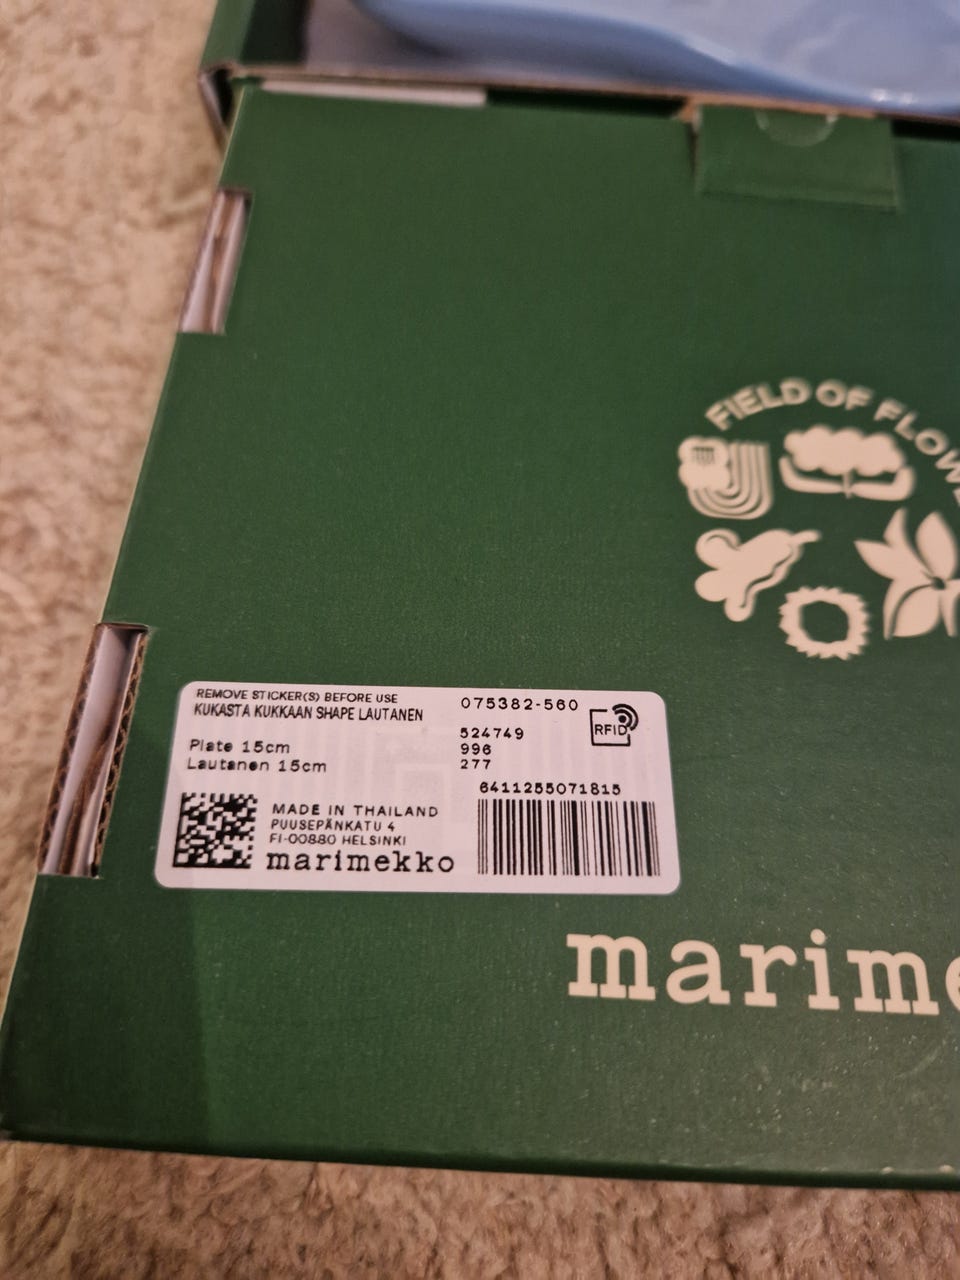 FIELD OF FLOWE
REMOVE STICKER(S) BEFORE USE
KUKASTA KUKKAAN SHAPE LAUTANEN
075382-560
RFID
524749
Plate 15cm
996
Lautanen 15cm
277
6411255071815
MADE IN THAILAND
PUUSEPÄNKATU 4
FI-00880 HELSINKI
marimekko
marime